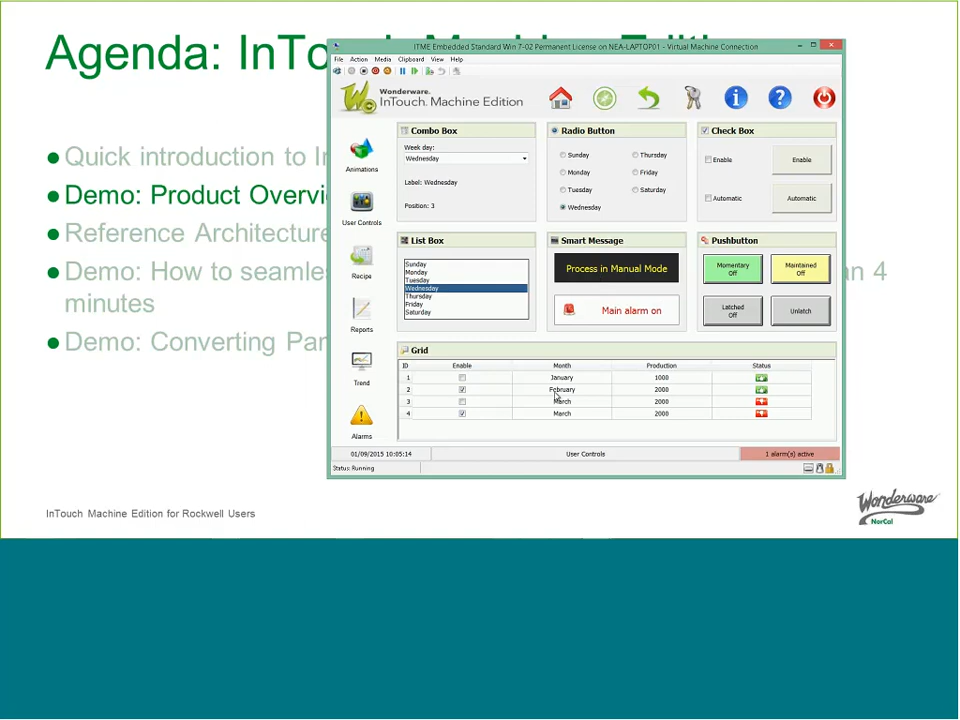 Agenda: InTo
● Quick introduction to I
● Demo: Product Overvi
● Reference Architecture
● Demo: How to seamles
an 4
minutes
● Demo: Converting Pan
ITME Embedded Standard Win 7-02 Permanent License on NEA-LAPTOP01 - Virtual Machine Connection
File Action Media Clipboard View Help
Wonderware.
InTouch. Machine Edition
Animations
User Controls
Recipe
Reports
Trend
Alarms
Combo Box
Week day:
Wednesday
Label: Wednesday
Position: 3
Radio Button
Sunday
Monday
Tuesday
Wednesday
Thursday
Friday
Saturday
Check Box
Enable
Enable
Automatic
Automatic
List Box
Sunday
Monday
Tuesday
Wednesday
Thursday
Friday
Saturday
Smart Message
Process in Manual Mode
Main alarm on
Pushbutton
Momentary
Off
Maintained
Off
Latched
Off
Unlatch
Grid
ID Enable Month Production Status
1 January 1000
2 February 2000
3 March 2000
4 March 2000
01/09/2015 10:05:14 User Controls 1 alarm(s) active
Status: Running
InTouch Machine Edition for Rockwell Users
Wonderware
NorCal